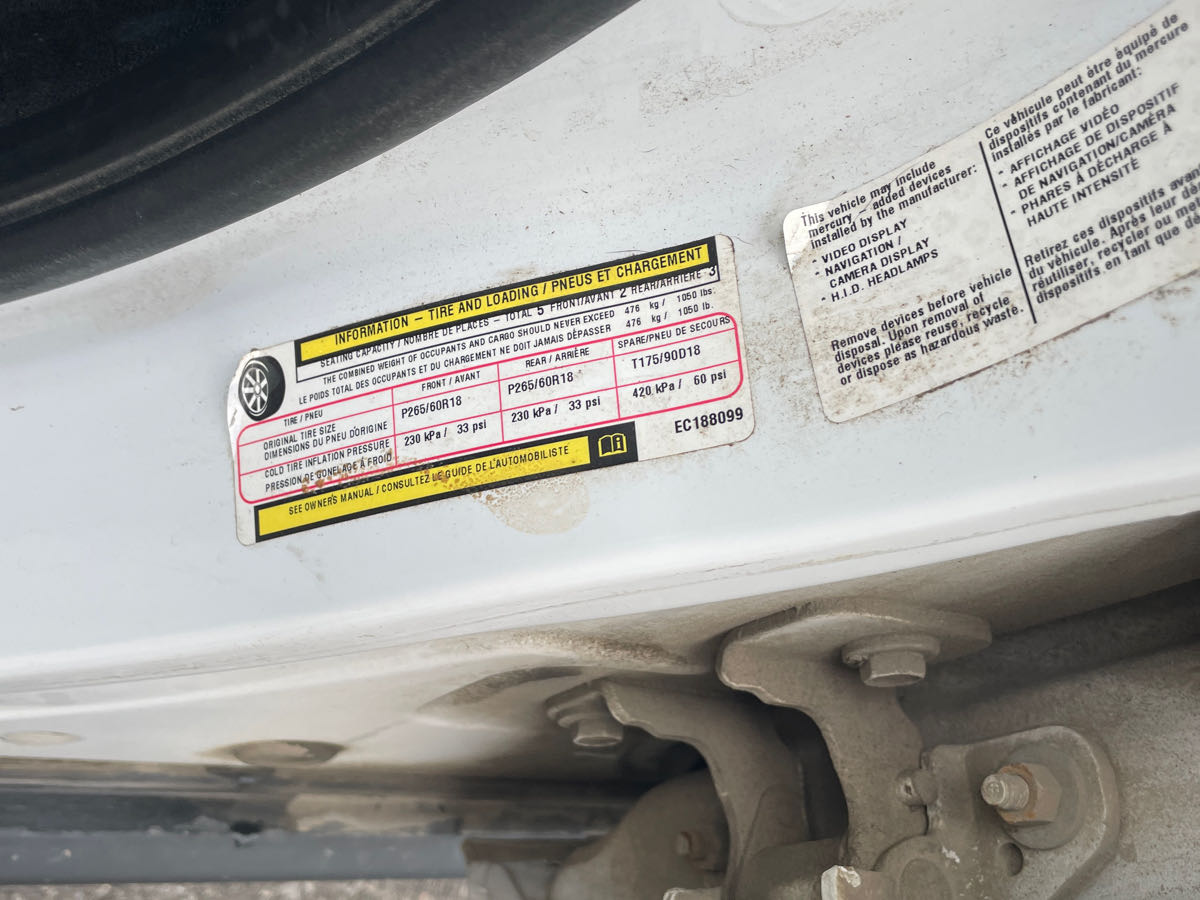 INFORMATION – TIRE AND LOADING / PNEUS ET CHARGEMENT
SEATING CAPACITY / NOMBRE DE PLACES – TOTAL 5 FRONT/AVANT 2 REAR/ARRIÈRE 3
THE COMBINED WEIGHT OF OCCUPANTS AND CARGO SHOULD NEVER EXCEED 476 kg / 1050 lbs.
LE POIDS TOTAL DES OCCUPANTS ET DU CHARGEMENT NE DOIT JAMAIS DÉPASSER 476 kg / 1050 lb.
TIRE / PNEU FRONT / AVANT REAR / ARRIÈRE SPARE/PNEU DE SECOURS
ORIGINAL TIRE SIZE
DIMENSIONS DU PNEU D'ORIGINE P265/60R18 P265/60R18 T175/90D18
COLD TIRE INFLATION PRESSURE
PRESSION DE GONFLAGE À FROID 230 kPa / 33 psi 230 kPa / 33 psi 420 kPa / 60 psi
SEE OWNER'S MANUAL / CONSULTEZ LE GUIDE DE L'AUTOMOBILISTE
EC188099
This vehicle may include
mercury – added devices
installed by the manufacturer:
- VIDEO DISPLAY
- NAVIGATION /
CAMERA DISPLAY
- H.I.D. HEADLAMPS
Remove devices before vehicle
disposal. Upon removal of
devices please reuse, recycle
or dispose as hazardous waste.
Ce véhicule peut être équipé de
dispositifs contenant du mercure
installés par le fabricant:
- AFFICHAGE VIDÉO
- AFFICHAGE DE DISPOSITIF
DE NAVIGATION/CAMÉRA
- PHARES À DÉCHARGE À
HAUTE INTENSITÉ
Retirez ces dispositifs avant
du véhicule. Après leur
réutiliser, recycler ou
dispositifs en tant que